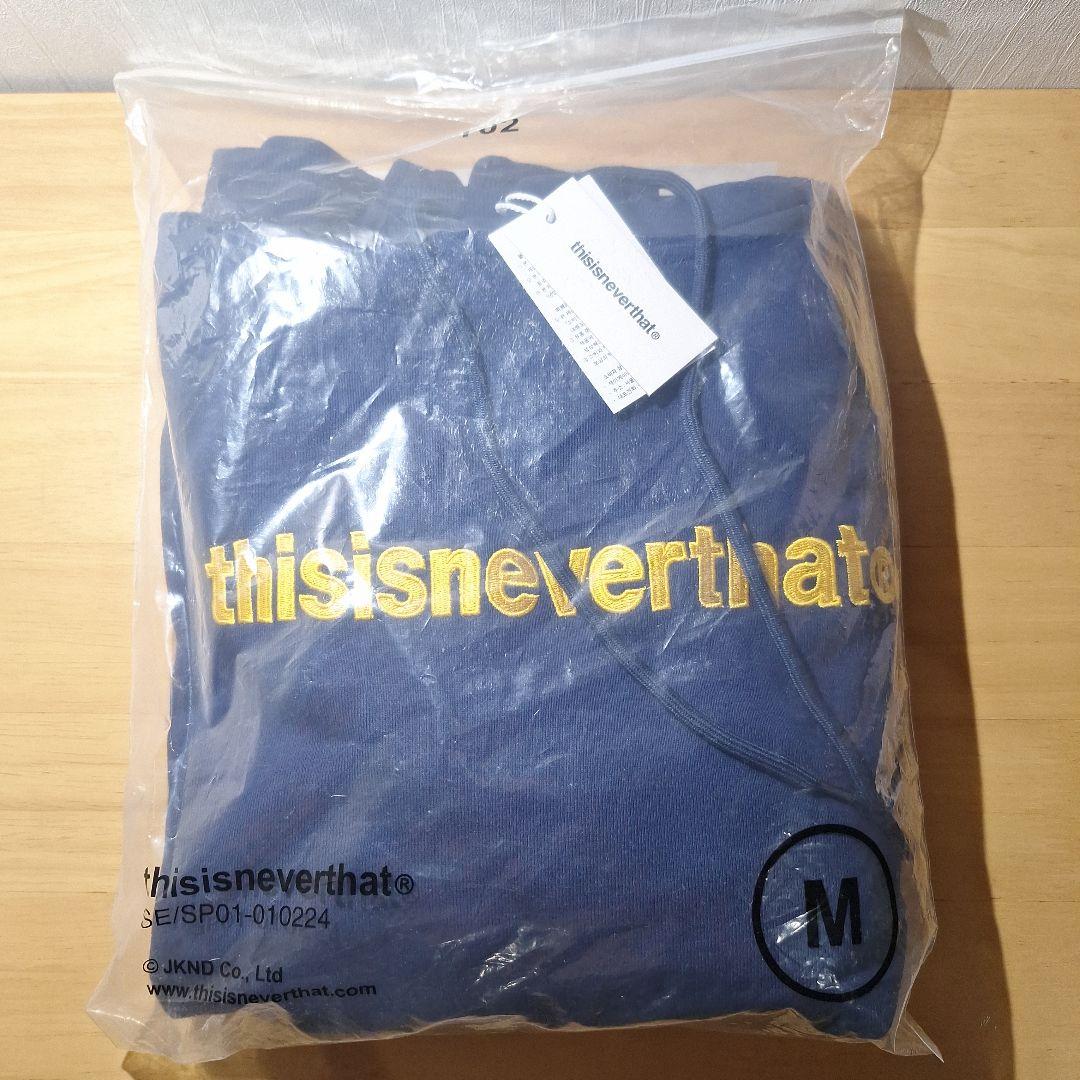 thisisneverthat®
thisisneverthat©
thisisneverthat®
SE/SP01-010224
© JKND Co., Ltd
www.thisisneverthat.com
M